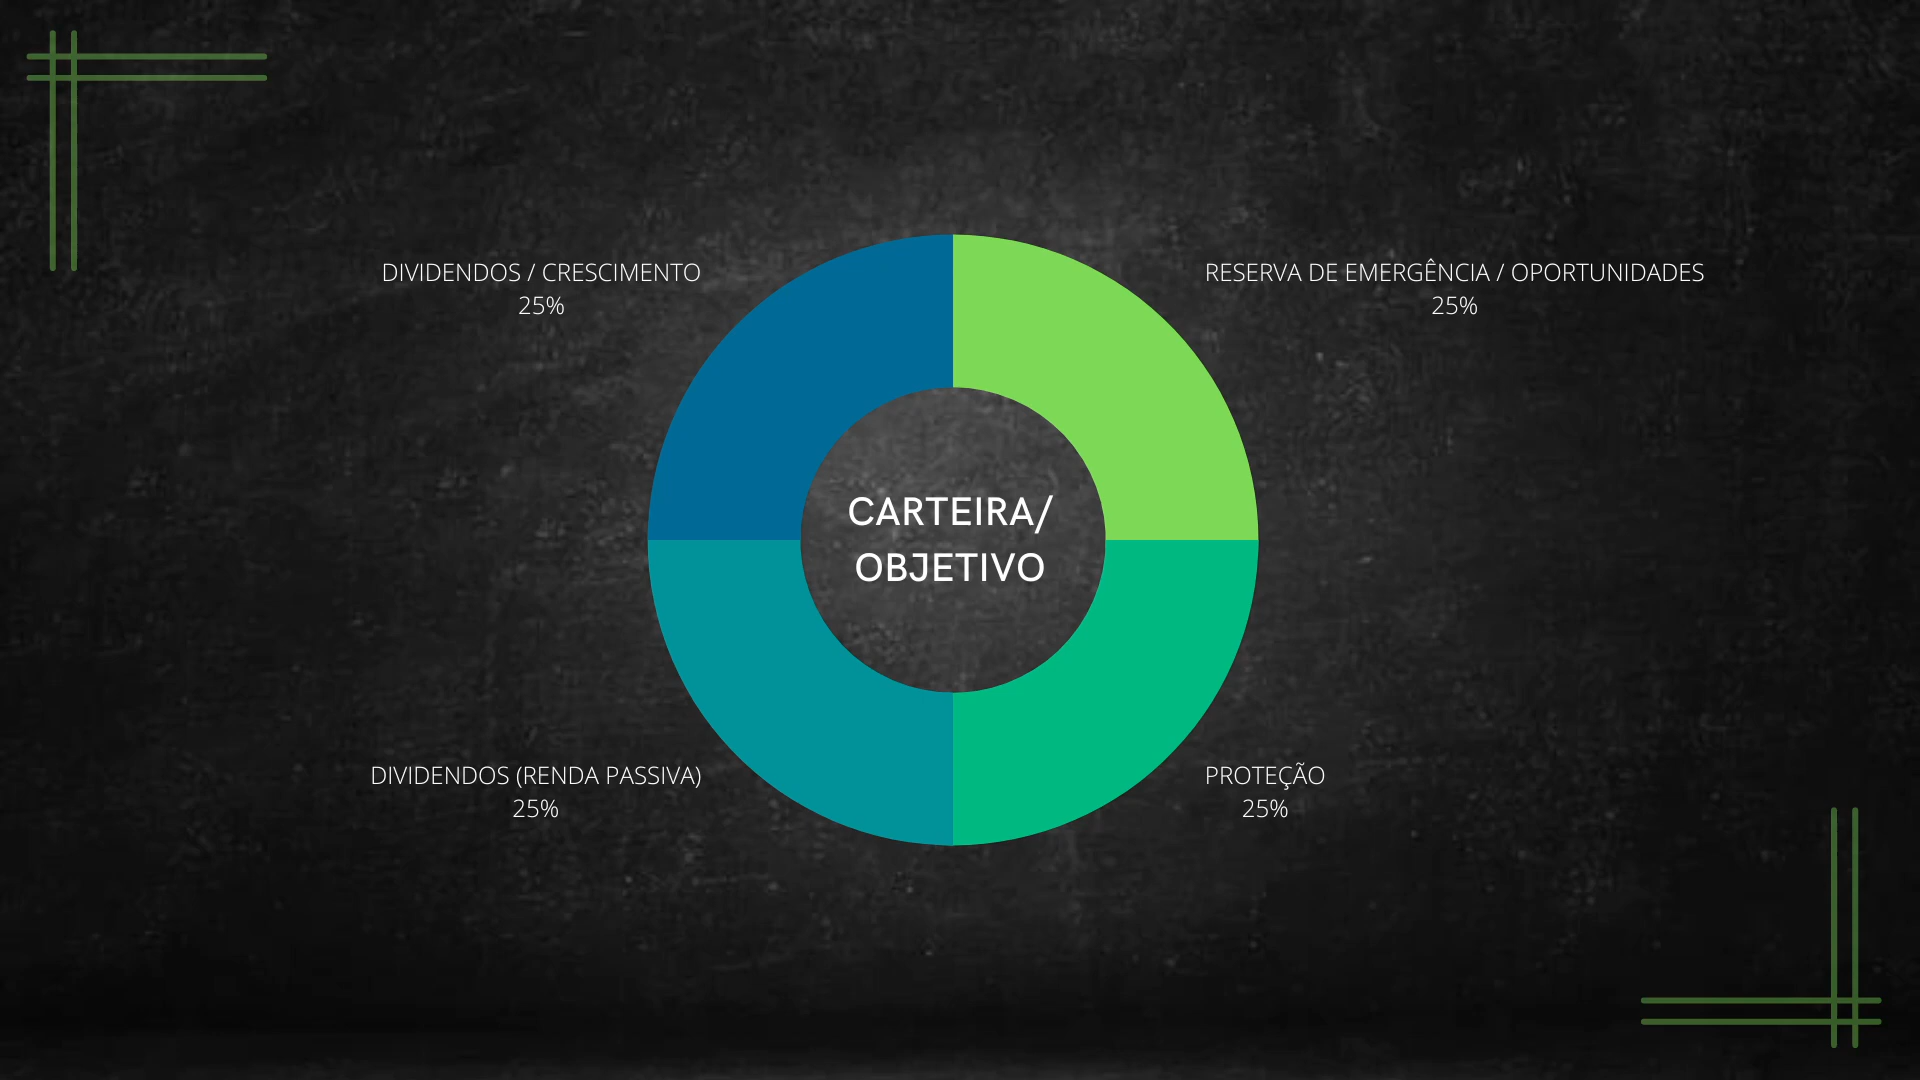 DIVIDENDOS / CRESCIMENTO
25%
RESERVA DE EMERGÊNCIA / OPORTUNIDADES
25%
CARTEIRA/
OBJETIVO
DIVIDENDOS (RENDA PASSIVA)
25%
PROTEÇÃO
25%